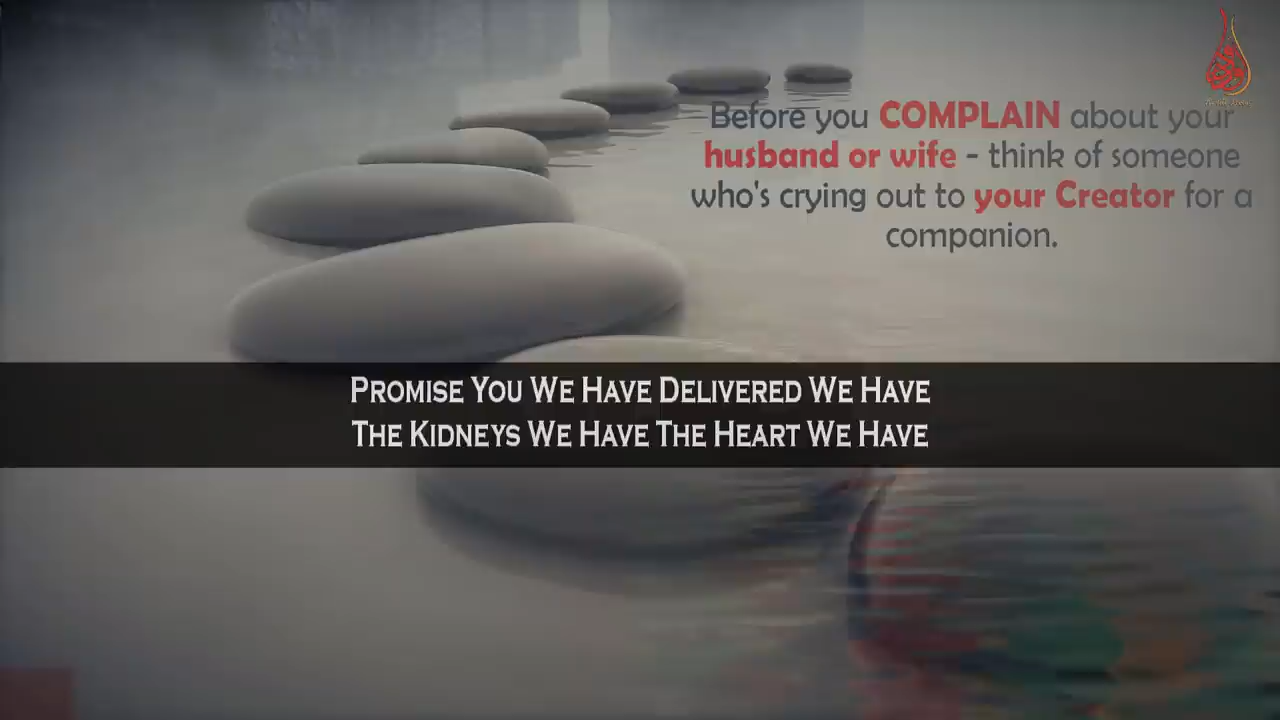 Before you COMPLAIN about your
husband or wife - think of someone
who's crying out to your Creator for a
companion.
Promise You We Have Delivered We Have
The Kidneys We Have The Heart We Have